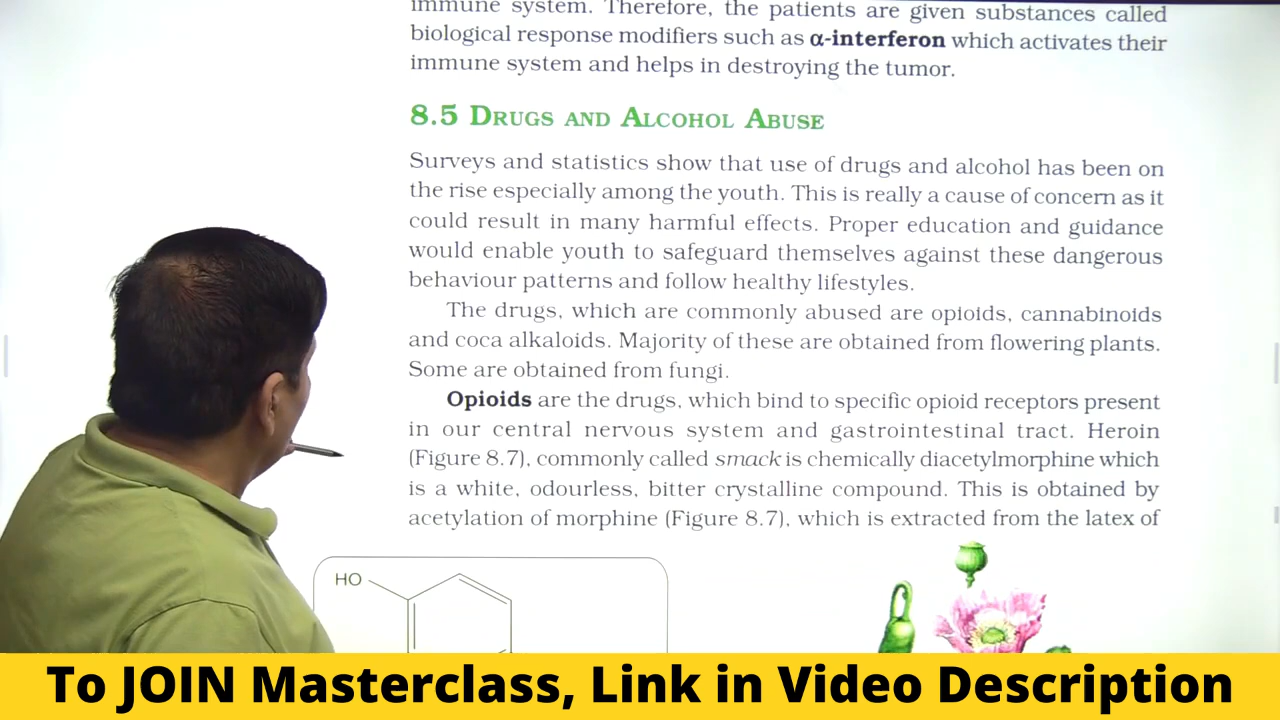 immune system. Therefore, the patients are given substances called
biological response modifiers such as α-interferon which activates their
immune system and helps in destroying the tumor.
8.5 DRUGS AND ALCOHOL ABUSE
Surveys and statistics show that use of drugs and alcohol has been on
the rise especially among the youth. This is really a cause of concern as it
could result in many harmful effects. Proper education and guidance
would enable youth to safeguard themselves against these dangerous
behaviour patterns and follow healthy lifestyles.
The drugs, which are commonly abused are opioids, cannabinoids
and coca alkaloids. Majority of these are obtained from flowering plants.
Some are obtained from fungi.
Opioids are the drugs, which bind to specific opioid receptors present
in our central nervous system and gastrointestinal tract. Heroin
(Figure 8.7), commonly called smack is chemically diacetylmorphine which
is a white, odourless, bitter crystalline compound. This is obtained by
acetylation of morphine (Figure 8.7), which is extracted from the latex of
HO
To JOIN Masterclass, Link in Video Description